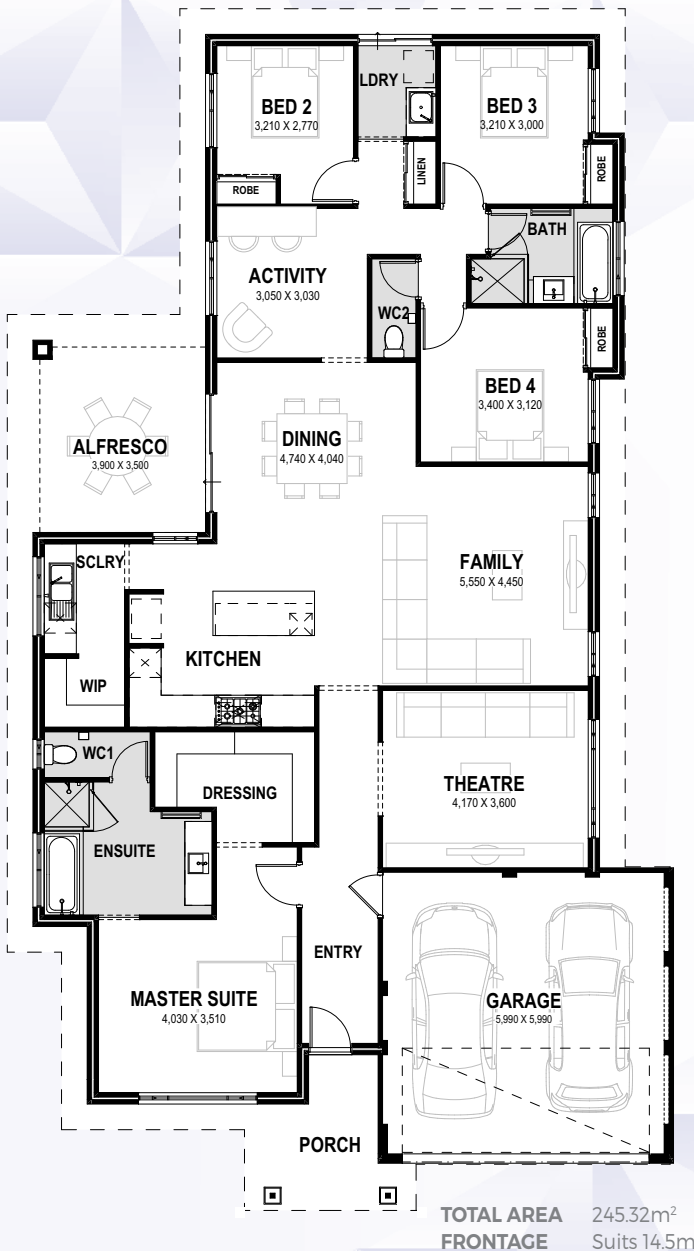 LDRY
BED 2
3,210 X 2,770
BED 3
3,210 X 3,000
LINEN
ROBE
ROBE
BATH
ACTIVITY
3,050 X 3,030
WC2
ROBE
BED 4
3,400 X 3,120
DINING
4,740 X 4,040
ALFRESCO
3,900 X 3,500
SCLRY
FAMILY
5,550 X 4,450
KITCHEN
WIP
WC1
DRESSING
THEATRE
4,170 X 3,600
ENSUITE
ENTRY
MASTER SUITE
4,030 X 3,510
GARAGE
5,990 X 5,990
PORCH
TOTAL AREA 245.32m²
FRONTAGE Suits 14.5m